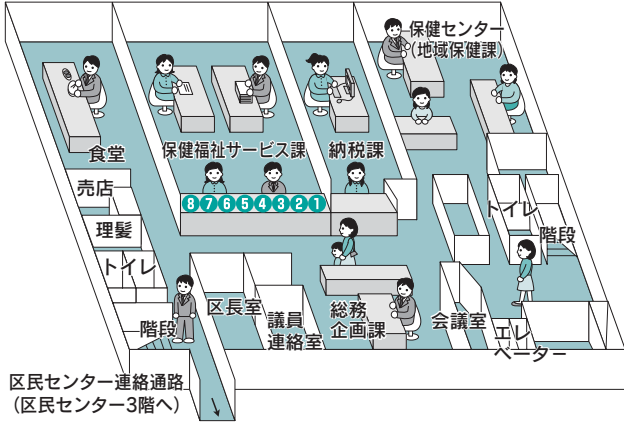 保健センター
（地域保健課）
食堂
保健福祉サービス課
納税課
売店
理髪
トイレ
階段
8 7 6 5 4 3 2 1
トイレ
階段
区長室
議員
連絡室
総務
企画課
会議室
エレ
ベーター
区民センター連絡通路
（区民センター3階へ）